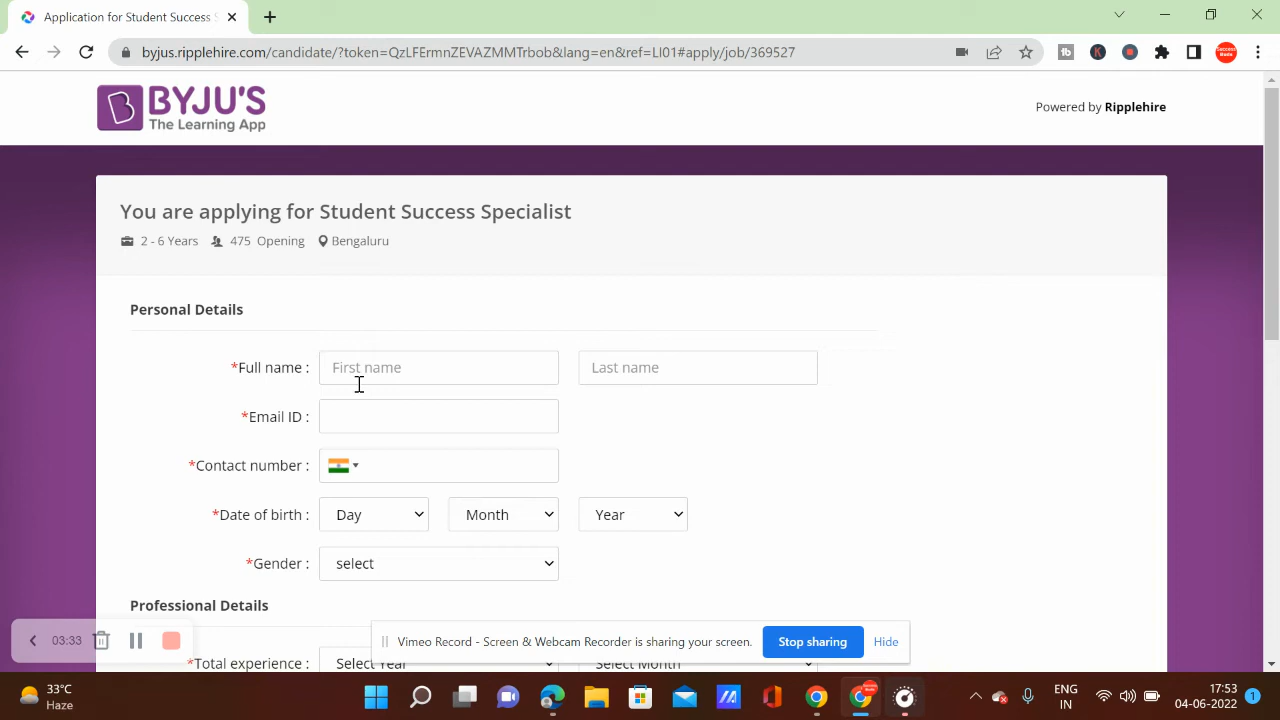 Application for Student Success S
byjus.ripplehire.com/candidate/?token=QzLFErmnZEVAZMMTrbob&lang=en&ref=LI01#apply/job/369527
BYJU'S
The Learning App
Powered by Ripplehire
You are applying for Student Success Specialist
2 - 6 Years 475 Opening Bengaluru
Personal Details
*Full name : First name Last name
*Email ID :
*Contact number :
*Date of birth : Day Month Year
*Gender : select
Professional Details
03:33
Vimeo Record - Screen & Webcam Recorder is sharing your screen. Stop sharing Hide
*Total experience : Select Year Select Month
33°C
Haze
ENG
IN
17:53
04-06-2022
1